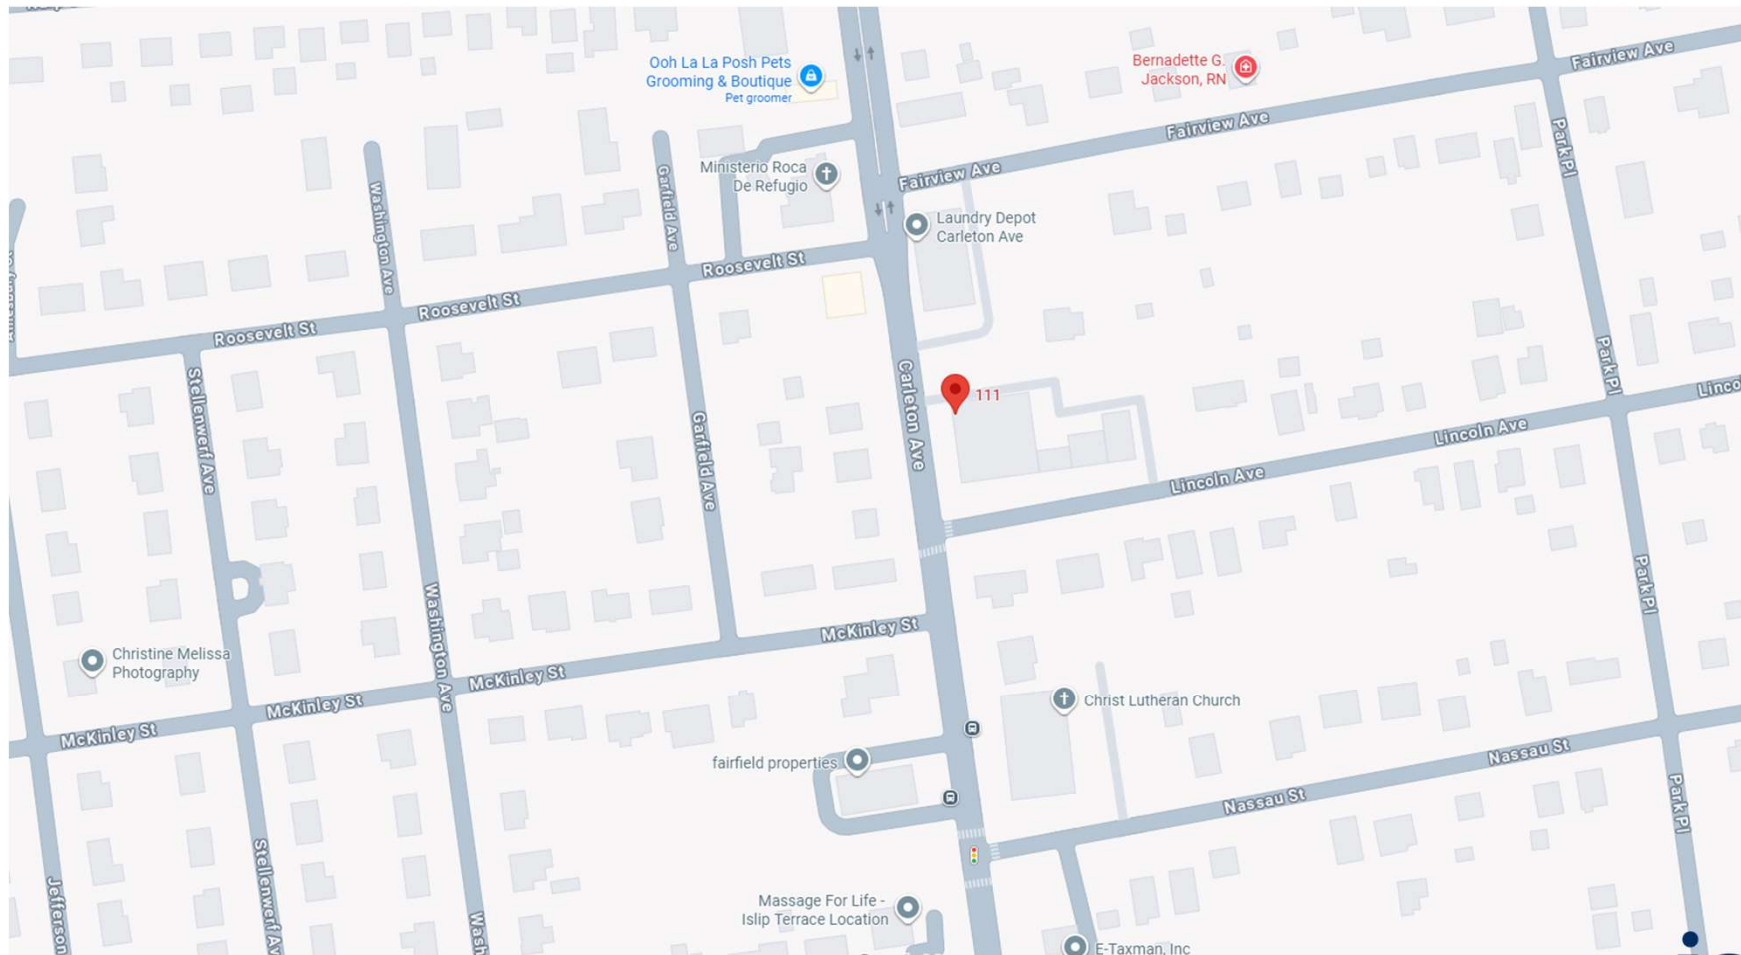 Ooh La La Posh Pets
Grooming & Boutique
Pet groomer
Bernadette G.
Jackson, RN
Fairview Ave
Fairview Ave
Fairview Ave
Park Pl
Washington Ave
Garfield Ave
Ministerio Roca
De Refugio
Laundry Depot
Carleton Ave
Roosevelt St
Roosevelt St
Roosevelt St
Carleton Ave
Park Pl
111
Stellenwerf Ave
Garfield Ave
Lincoln Ave
Lincoln Ave
Linco
Washington Ave
Park Pl
McKinley St
McKinley St
McKinley St
McKinley St
Christine Melissa
Photography
Christ Lutheran Church
fairfield properties
Nassau St
Nassau St
Park Pl
Jefferson
Stellenwerf Av
Wash
Massage For Life -
Islip Terrace Location
E-Taxman, Inc